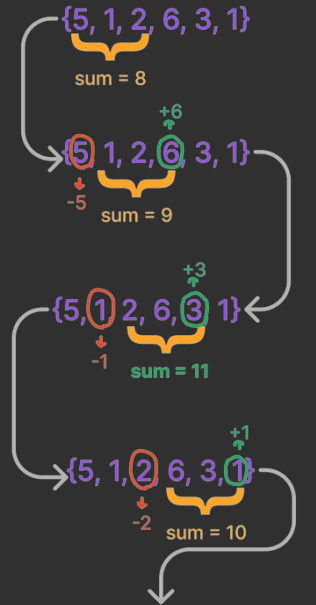 {5, 1, 2, 6, 3, 1}
sum = 8
+6
{5, 1, 2, 6, 3, 1}
-5
sum = 9
+3
{5, 1, 2, 6, 3, 1}
-1
sum = 11
+1
{5, 1, 2, 6, 3, 1}
-2
sum = 10